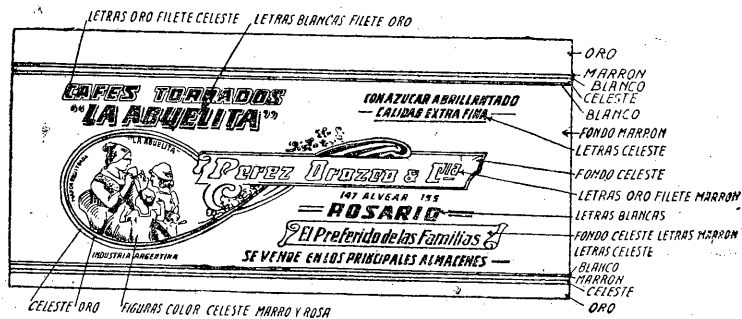 LETRAS ORO FILETE CELESTE
LETRAS BLANCAS FILETE ORO
ORO
MARRON
BLANCO
CELESTE
BLANCO
FONDO MARRON
LETRAS CELESTE
FONDO CELESTE
LETRAS ORO FILETE MARRON
LETRAS BLANCAS
FONDO CELESTE LETRAS MARRON
LETRAS CELESTE
BLANCO
MARRON
CELESTE
ORO
CAFES TORRADOS
"LA ABUELITA"
CON AZUCAR ABRILLANTADO
— CALIDAD EXTRA FINA —
"LA ABUELITA"
Perez Orozco & Cia
147 ALVEAR 155
ROSARIO
El Preferido de las Familias
SE VENDE EN LOS PRINCIPALES ALMACENES
INDUSTRIA ARGENTINA
CELESTE ORO
FIGURAS COLOR CELESTE MARRO Y ROSA